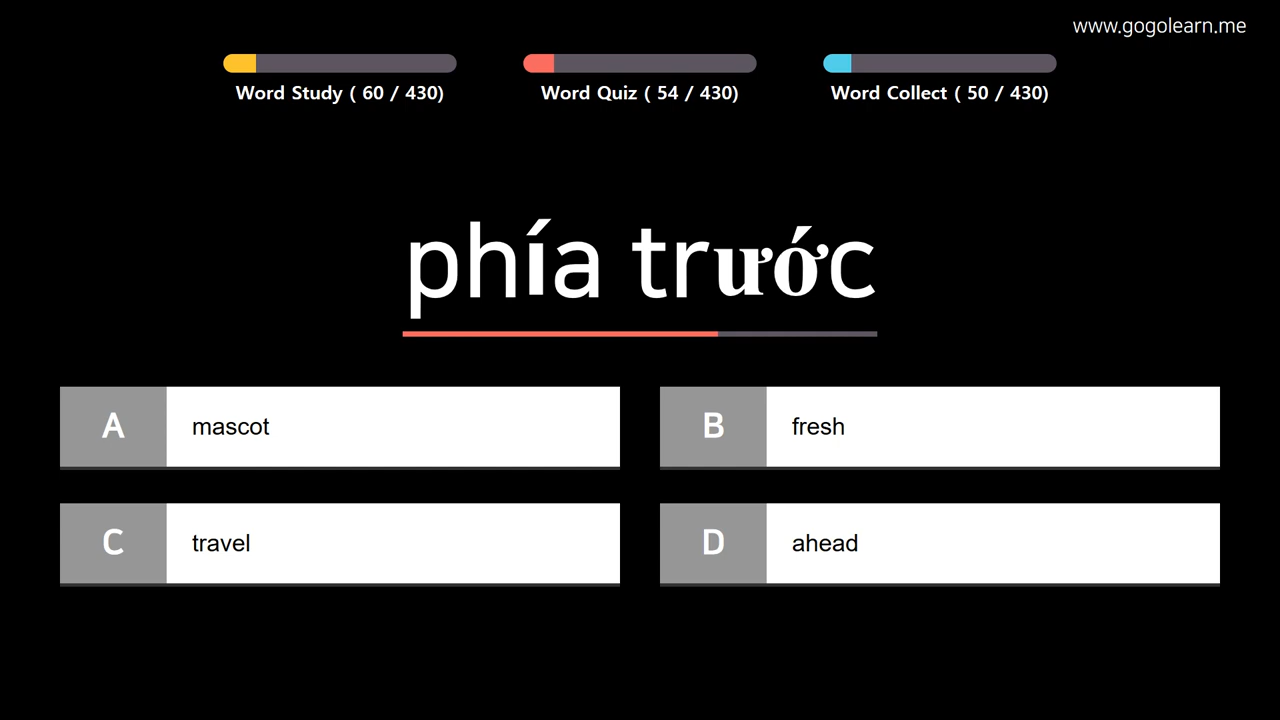 www.gogolearn.me
Word Study ( 60 / 430)
Word Quiz ( 54 / 430)
Word Collect ( 50 / 430)
phía trước
A mascot
B fresh
C travel
D ahead